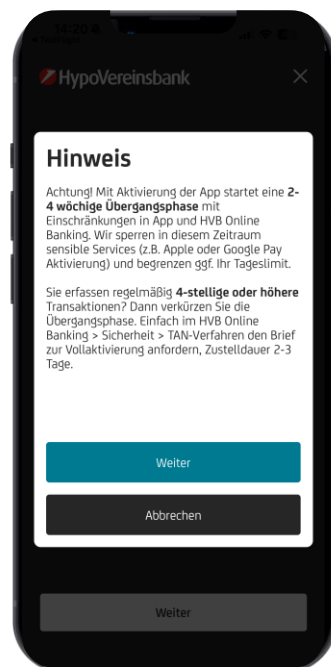 14:20
HypoVereinsbank
Hinweis
Achtung! Mit Aktivierung der App startet eine 2-
4 wöchige Übergangsphase mit
Einschränkungen in App und HVB Online
Banking. Wir sperren in diesem Zeitraum
sensible Services (z.B. Apple oder Google Pay
Aktivierung) und begrenzen ggf. Ihr Tageslimit.
Sie erfassen regelmäßig 4-stellige oder höhere
Transaktionen? Dann verkürzen Sie die
Übergangsphase. Einfach im HVB Online
Banking > Sicherheit > TAN-Verfahren den Brief
zur Vollaktivierung anfordern, Zustelldauer 2-3
Tage.
Weiter
Abbrechen
Weiter